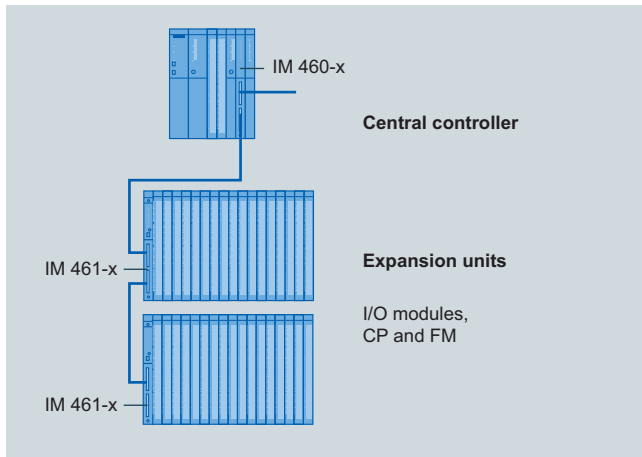 IM 460-x
Central controller
IM 461-x
Expansion units
I/O modules,
CP and FM
IM 461-x